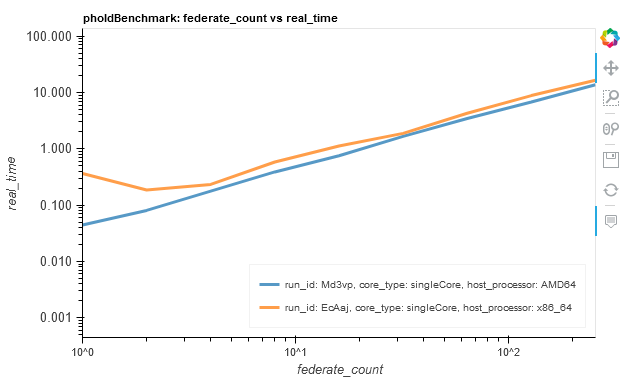 pholdBenchmark: federate_count vs real_time
100.000
10.000
1.000
0.100
0.010
0.001
real_time
run_id: Md3vp, core_type: singleCore, host_processor: AMD64
run_id: EcAaj, core_type: singleCore, host_processor: x86_64
10^0
10^1
10^2
federate_count